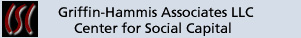 Griffin-Hammis Associates LLC
Center for Social Capital